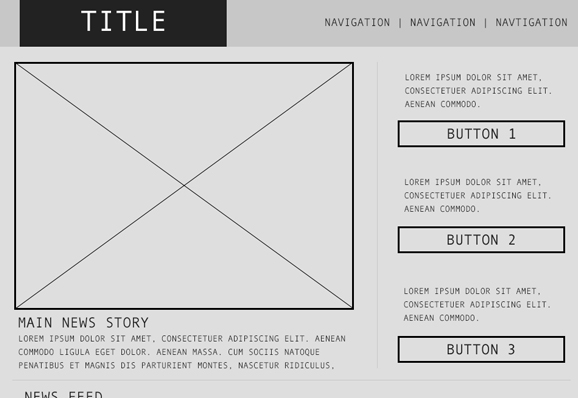 TITLE
NAVIGATION | NAVIGATION | NAVTIGATION
LOREM IPSUM DOLOR SIT AMET,
CONSECTETUER ADIPISCING ELIT.
AENEAN COMMODO.
BUTTON 1
LOREM IPSUM DOLOR SIT AMET,
CONSECTETUER ADIPISCING ELIT.
AENEAN COMMODO.
BUTTON 2
LOREM IPSUM DOLOR SIT AMET,
CONSECTETUER ADIPISCING ELIT.
AENEAN COMMODO.
BUTTON 3
MAIN NEWS STORY
LOREM IPSUM DOLOR SIT AMET, CONSECTETUER ADIPISCING ELIT. AENEAN
COMMODO LIGULA EGET DOLOR. AENEAN MASSA. CUM SOCIIS NATOQUE
PENATIBUS ET MAGNIS DIS PARTURIENT MONTES, NASCETUR RIDICULUS,
NEWS FEED